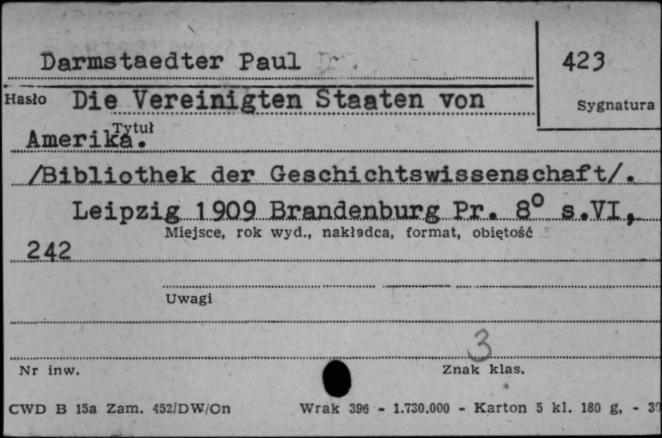 Darmstaedter Paul
423
Hasło Die Vereinigten Staaten von
Sygnatura
Tytuł
Amerika.
/Bibliothek der Geschichtswissenschaft/.
Leipzig 1909 Brandenburg Pr. 8° s.VI,
Miejsce, rok wyd., nakładca, format, objętość
242
Uwagi
3
Nr inw.
Znak klas.
CWD B 15a Zam. 452/DW/On Wrak 396 - 1.730.000 - Karton 5 kl. 180 g, -